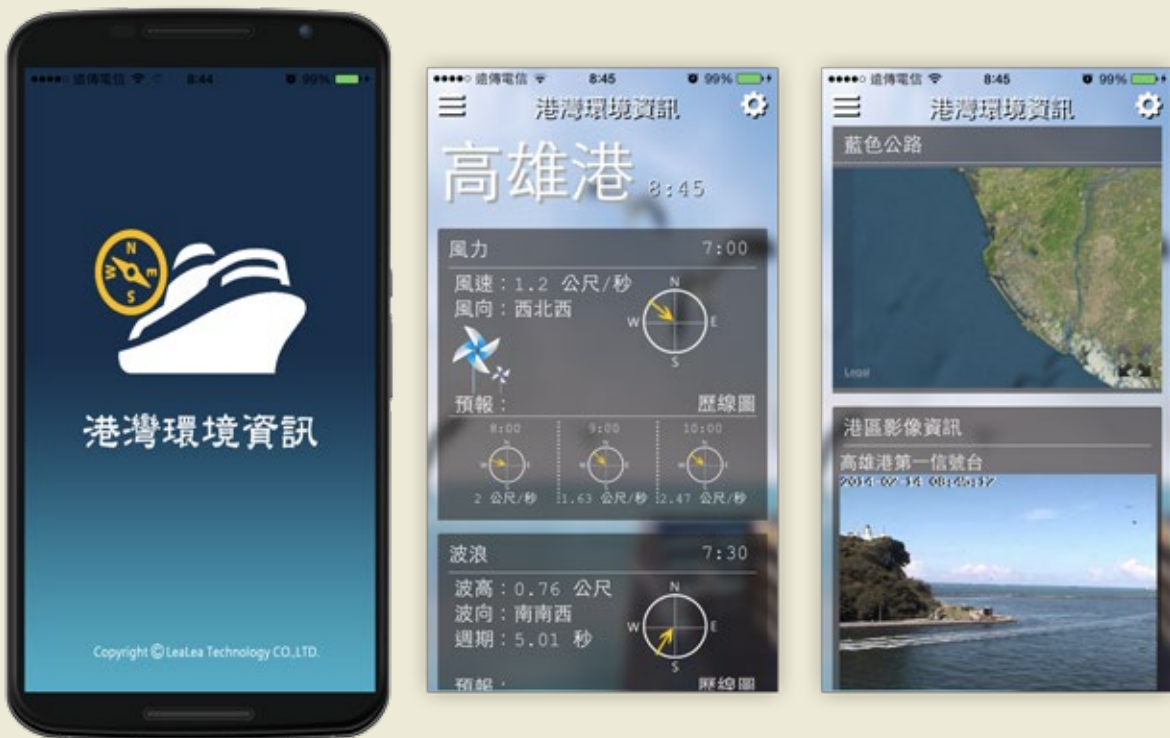 遠傳電信 8:44 99%
N
W E
S
港灣環境資訊
Copyright © LeaLea Technology CO.,LTD.
遠傳電信 8:45 99%
港灣環境資訊
高雄港 8:45
風力 7:00
風速：1.2 公尺/秒
風向：西北西
N
W E
S
預報： 歷線圖
8:00 9:00 10:00
N N N
W E W E W E
S S S
2 公尺/秒 1.63 公尺/秒 2.47 公尺/秒
波浪 7:30
波高：0.76 公尺
波向：南南西
週期：5.01 秒
N
W E
S
預報： 歷線圖
遠傳電信 8:45 99%
港灣環境資訊
藍色公路
Legal
港區影像資訊
高雄港第一信號台
2014-07-14 08:45:17